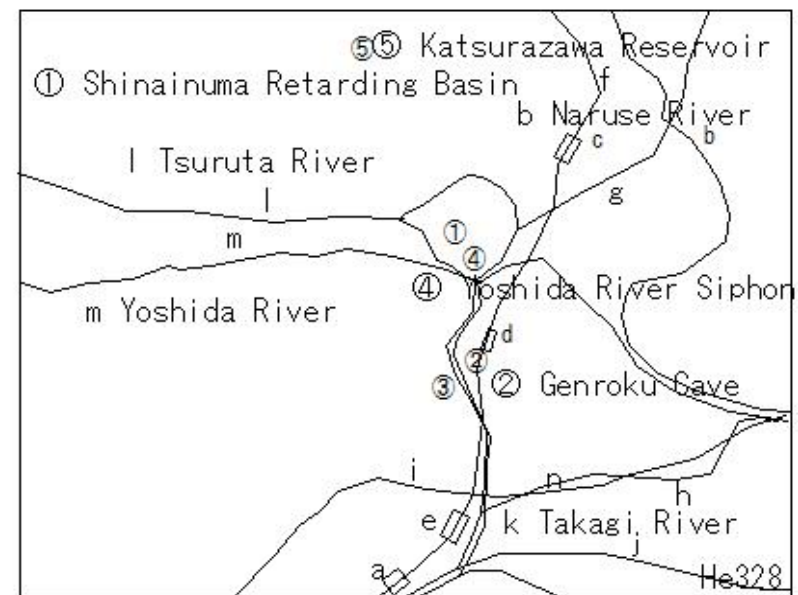 ⑤⑤ Katsurazawa Reservoir
① Shinainuma Retarding Basin
f
b Naruse River
c
b
l Tsuruta River
l
g
m
①
④
④ Yoshida River Siphon
m Yoshida River
d
②
③
② Genroku Cave
i
n
h
e
k Takagi River
j
a
He328